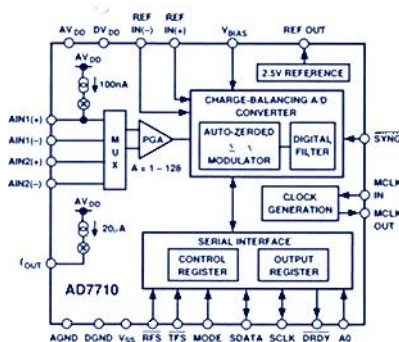 REF REF
AVDD DVDD IN(-) IN(+) VBIAS REF OUT
AVDD
2.5V REFERENCE
100nA
CHARGE-BALANCING A/D
CONVERTER
AIN1(+)
AIN1(-)
AIN2(+)
AIN2(-)
MUX
PGA
A = 1 – 128
AUTO-ZERODED
Σ-Δ
MODULATOR
DIGITAL
FILTER
SYNC
CLOCK
GENERATION
MCLK
IN
MCLK
OUT
AVDD
20µA
IOUT
SERIAL INTERFACE
CONTROL
REGISTER
OUTPUT
REGISTER
AD7710
AGND DGND VSS RFS TFS MODE SDATA SCLK DRDY A0